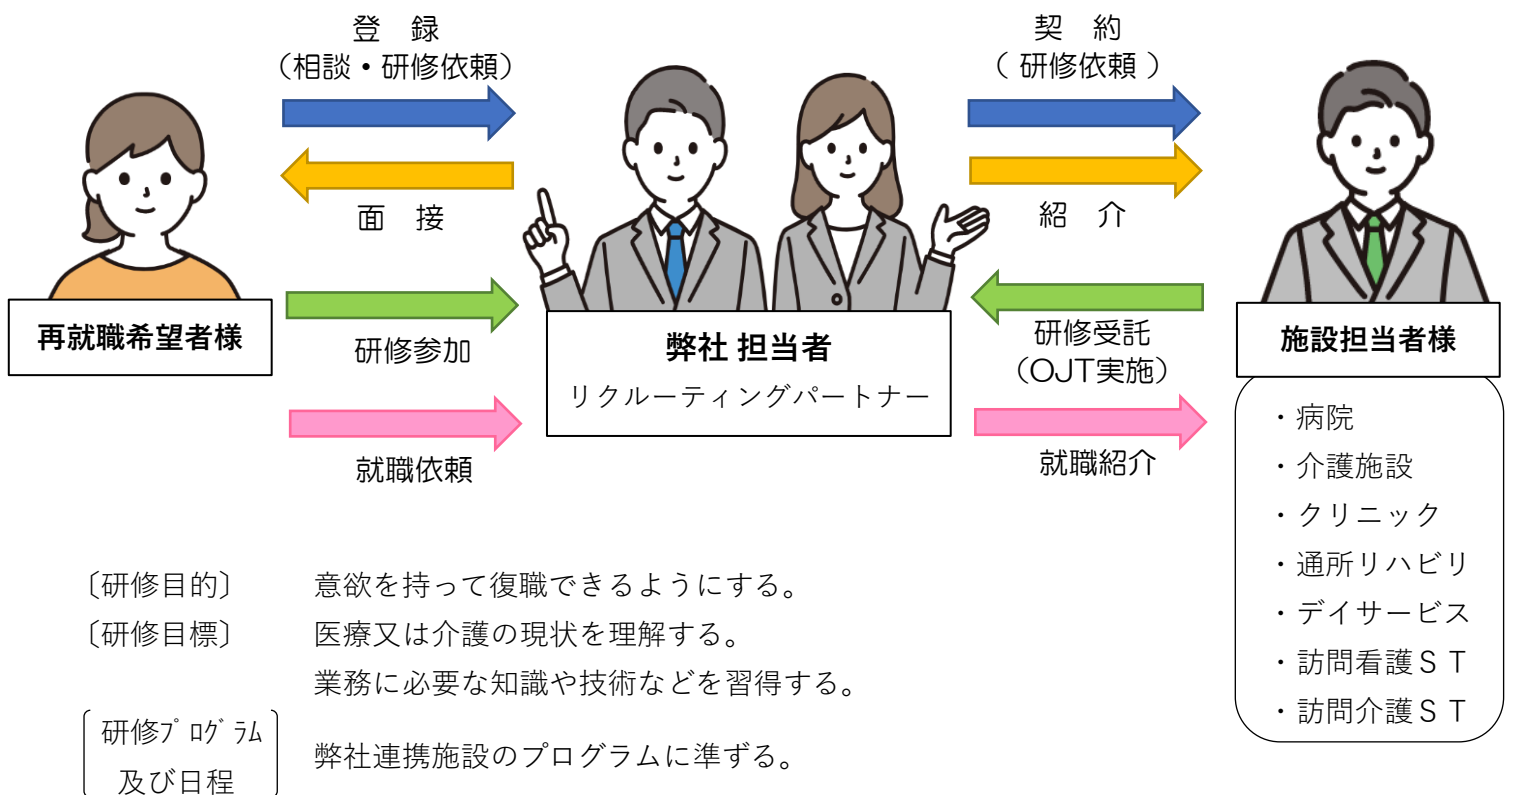 登　録
（相談・研修依頼）
面　接
研修参加
就職依頼
契　約
（ 研修依頼 ）
紹　介
研修受託
（OJT実施）
就職紹介
再就職希望者様
弊社 担当者
リクルーティングパートナー
施設担当者様
・病院
・介護施設
・クリニック
・通所リハビリ
・デイサービス
・訪問看護ＳＴ
・訪問介護ＳＴ
〔研修目的〕　意欲を持って復職できるようにする。
〔研修目標〕　医療又は介護の現状を理解する。
業務に必要な知識や技術などを習得する。
研修ﾌﾟﾛｸﾞﾗﾑ
及び日程
弊社連携施設のプログラムに準ずる。